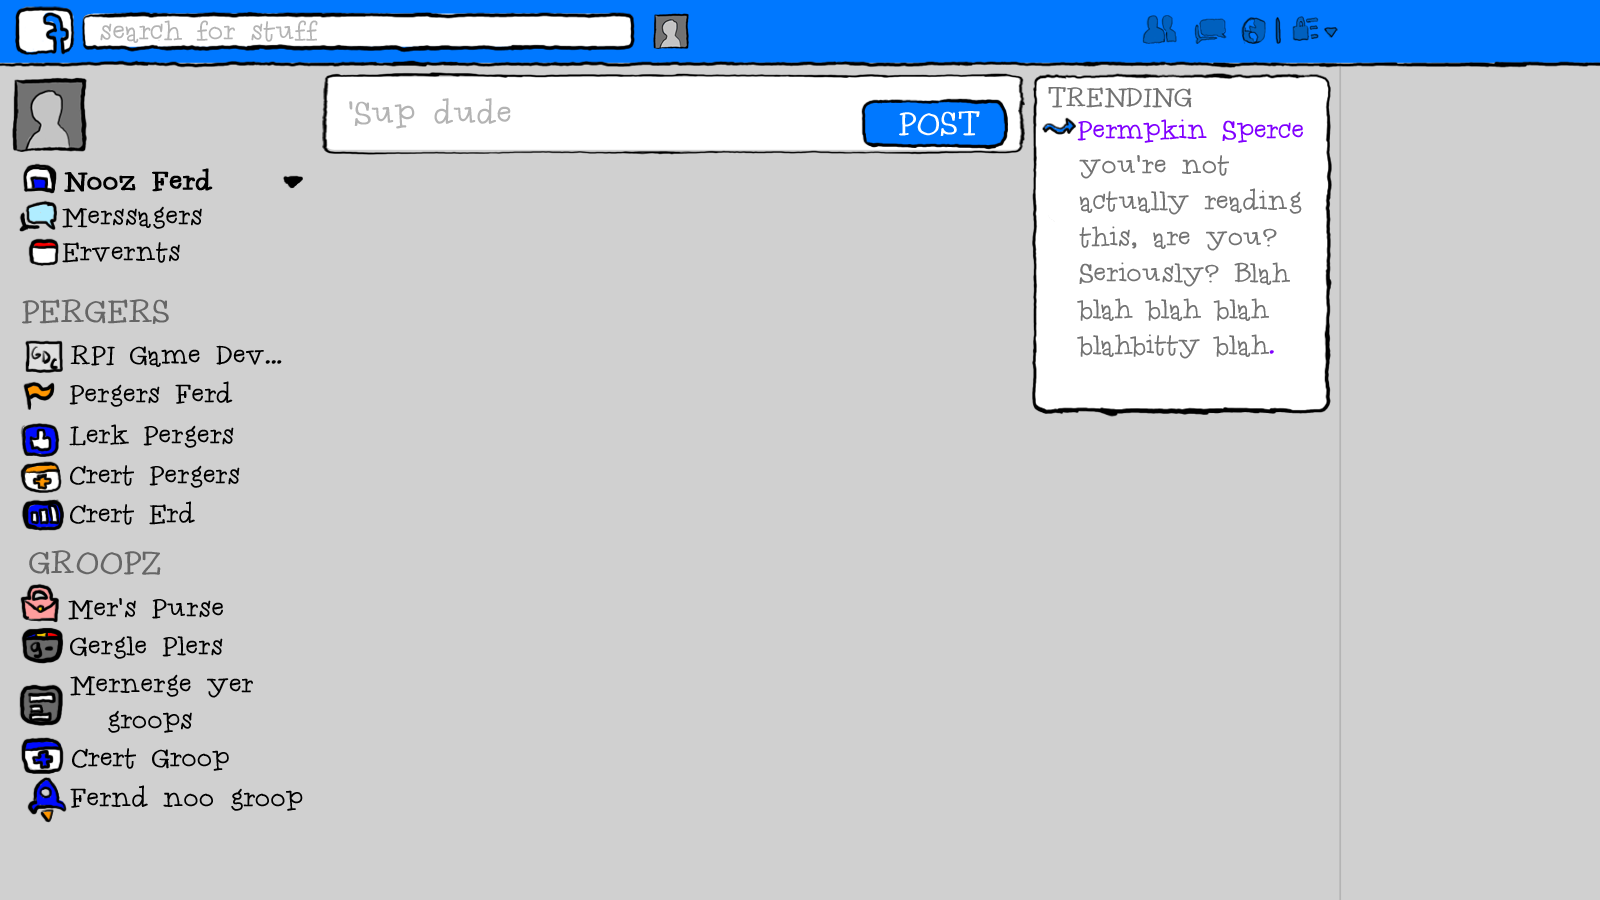 search for stuff
'Sup dude
POST
Nooz Ferd
Merssagers
Ervernts
PERGERS
GDC
RPI Game Dev...
Pergers Ferd
Lerk Pergers
Crert Pergers
Crert Erd
GROOPZ
Mer's Purse
g-
Gergle Plers
Mernerge yer
groops
Crert Groop
Fernd noo groop
TRENDING
Permpkin Sperce
you're not
actually reading
this, are you?
Seriously? Blah
blah blah blah
blahbitty blah.